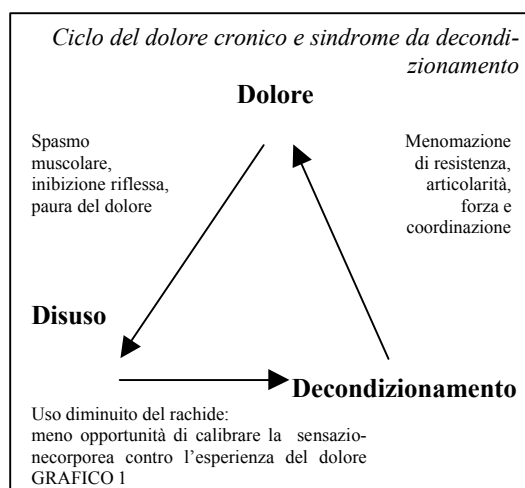 Ciclo del dolore cronico e sindrome da decondi-
zionamento
Dolore
Spasmo
muscolare,
inibizione riflessa,
paura del dolore
Menomazione
di resistenza,
articolarità,
forza e
coordinazione
Disuso
Decondizionamento
Uso diminuito del rachide:
meno opportunità di calibrare la sensazio-
necorporea contro l'esperienza del dolore
GRAFICO 1